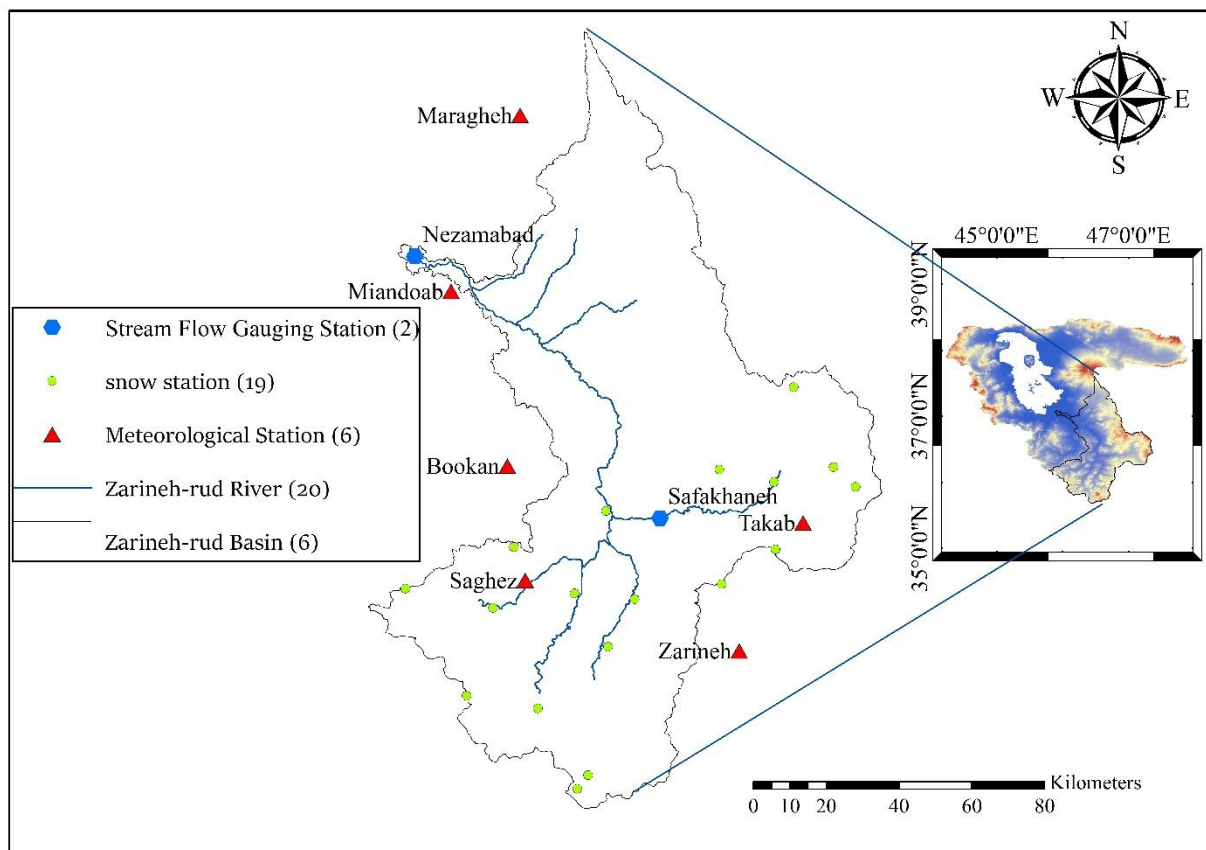 N
W E
S
Maragheh
Nezamabad
Miandoab
Stream Flow Gauging Station (2)
snow station (19)
Meteorological Station (6)
Zarineh-rud River (20)
Zarineh-rud Basin (6)
Bookan
Safakhaneh
Takab
Saghez
Zarineh
45°0'0"E 47°0'0"E
39°0'0"N
37°0'0"N
35°0'0"N
Kilometers
0 10 20 40 60 80